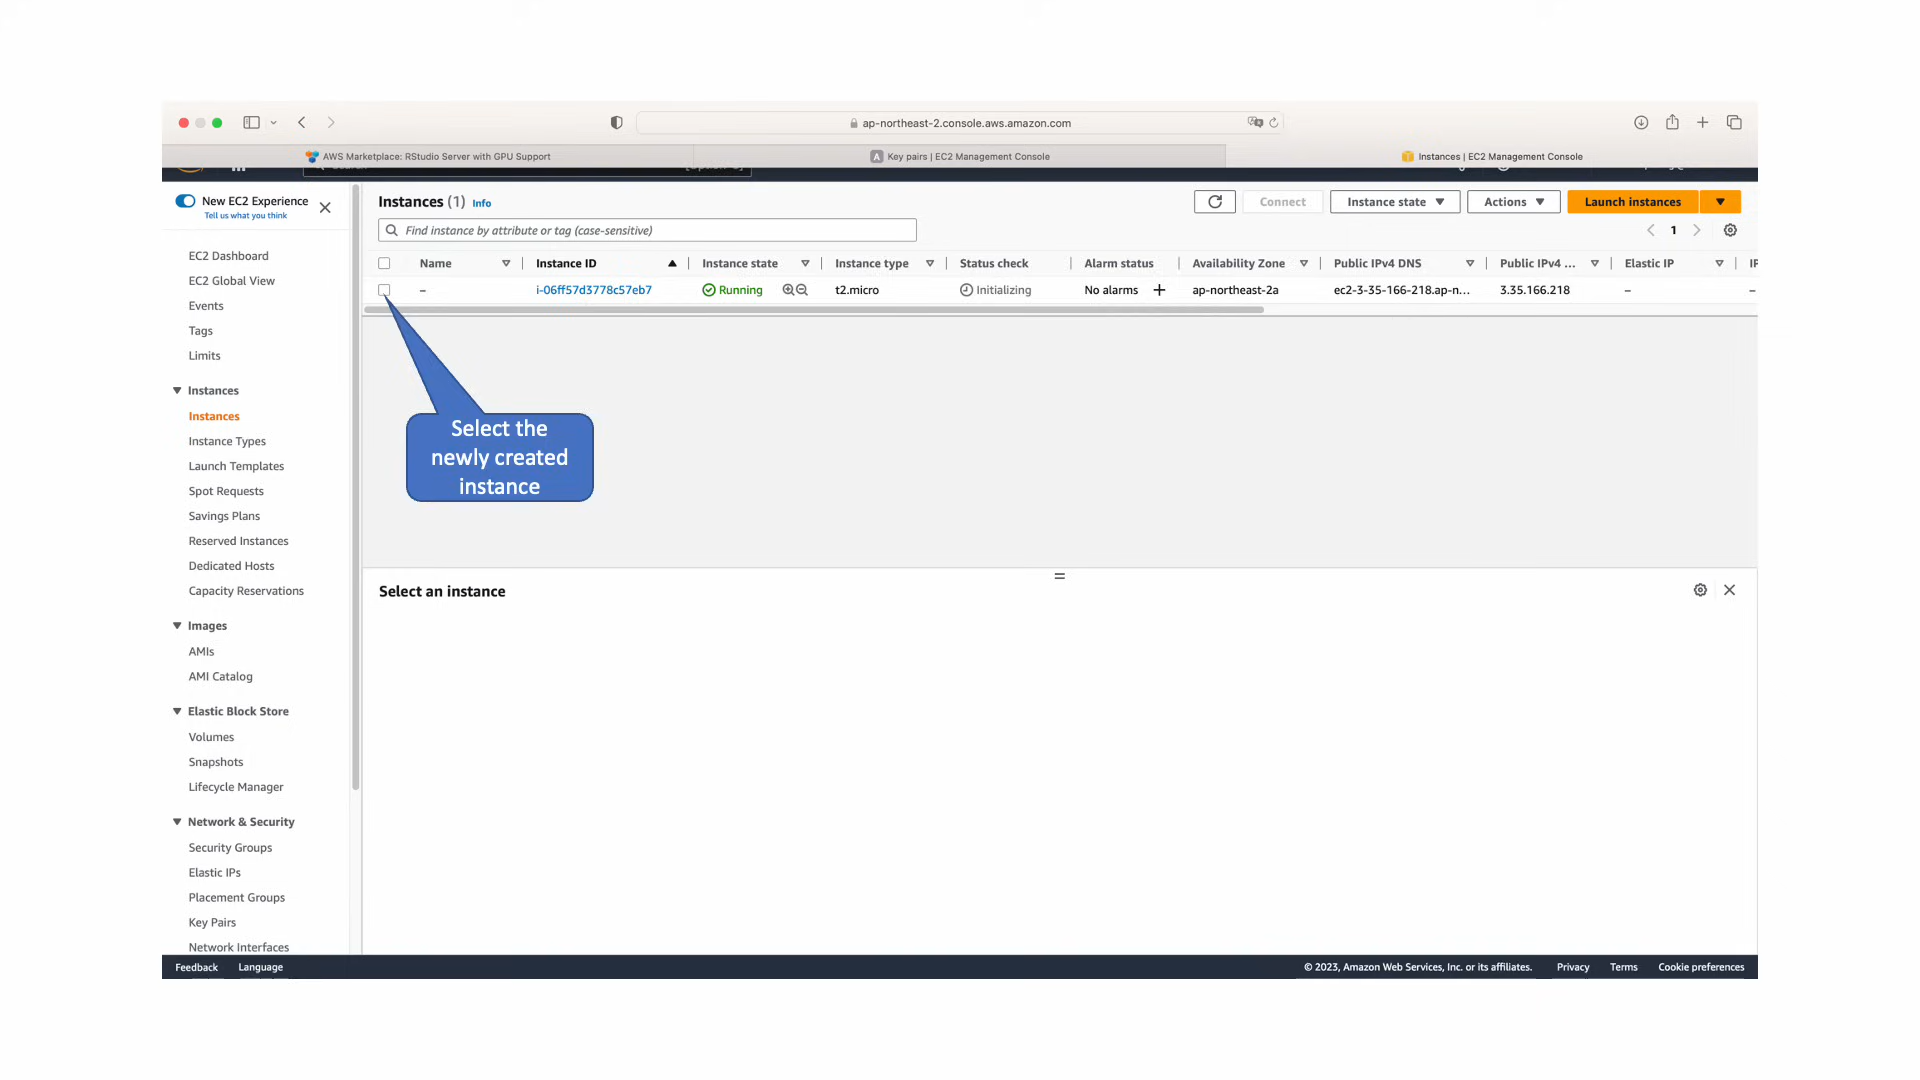 ap-northeast-2.console.aws.amazon.com
AWS Marketplace: RStudio Server with GPU Support
A Key pairs | EC2 Management Console
Instances | EC2 Management Console
New EC2 Experience
Tell us what you think
Instances (1) Info
Connect
Instance state
Actions
Launch instances
Find instance by attribute or tag (case-sensitive)
1
Name Instance ID Instance state Instance type Status check Alarm status Availability Zone Public IPv4 DNS Public IPv4 ... Elastic IP
– i-06ff57d3778c57eb7 Running t2.micro Initializing No alarms + ap-northeast-2a ec2-3-35-166-218.ap-n... 3.35.166.218 – –
EC2 Dashboard
EC2 Global View
Events
Tags
Limits
Instances
Instances
Instance Types
Launch Templates
Spot Requests
Savings Plans
Reserved Instances
Dedicated Hosts
Capacity Reservations
Images
AMIs
AMI Catalog
Elastic Block Store
Volumes
Snapshots
Lifecycle Manager
Network & Security
Security Groups
Elastic IPs
Placement Groups
Key Pairs
Network Interfaces
Select the
newly created
instance
Select an instance
Feedback Language
© 2023, Amazon Web Services, Inc. or its affiliates. Privacy Terms Cookie preferences